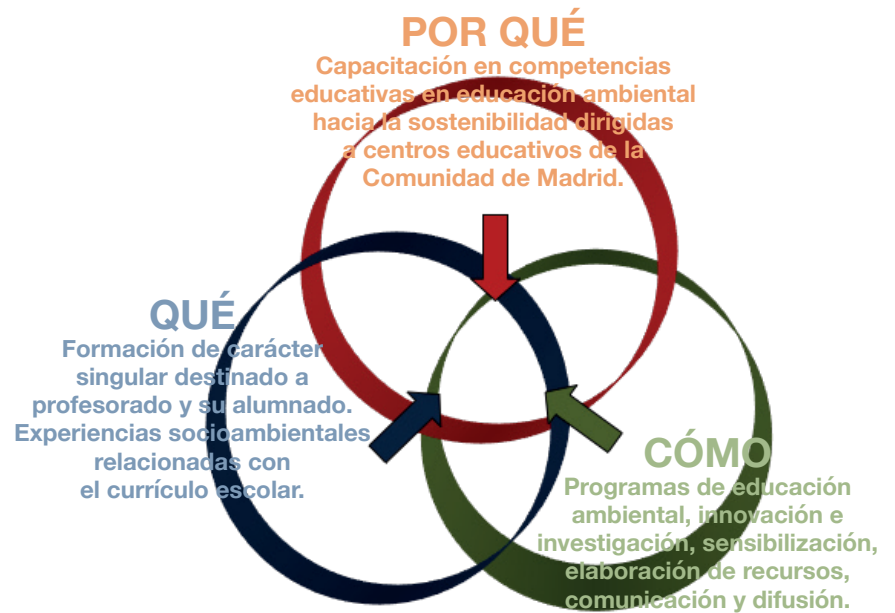 POR QUÉ
Capacitación en competencias
educativas en educación ambiental
hacia la sostenibilidad dirigidas
a centros educativos de la
Comunidad de Madrid.
QUÉ
Formación de carácter
singular destinado a
profesorado y su alumnado.
Experiencias socioambientales
relacionadas con
el currículo escolar.
CÓMO
Programas de educación
ambiental, innovación e
investigación, sensibilización,
elaboración de recursos,
comunicación y difusión.